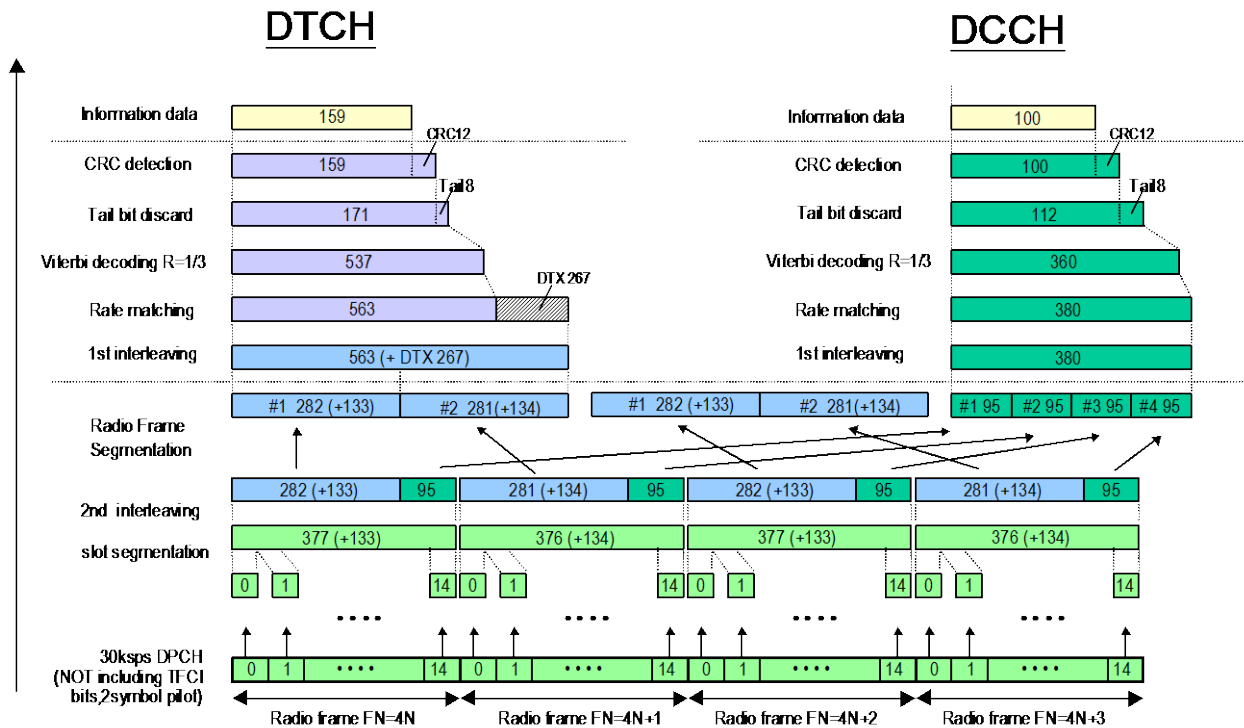 DTCH DCCH
Information data 159 Information data 100
CRC12 CRC12
CRC detection 159 CRC detection 100
Tail8 Tail8
Tail bit discard 171 Tail bit discard 112
Viterbi decoding R=1/3 537 Viterbi decoding R=1/3 360
DTX 267
Rate matching 563 Rate matching 380
1st interleaving 563 (+ DTX 267) 1st interleaving 380
#1 282 (+133) #2 281(+134) #1 282 (+133) #2 281(+134) #1 95 #2 95 #3 95 #4 95
Radio Frame
Segmentation
282 (+133) 95 281 (+134) 95 282 (+133) 95 281 (+134) 95
2nd interleaving
377 (+133) 376 (+134) 377 (+133) 376 (+134)
slot segmentation
0 1 14 0 1 14 0 1 14 0 1 14
• • • • • • • • • • • • • • • •
30ksps DPCH
(NOT including TFCI
bits,2symbol pilot)
0 1 • • • • 14 0 1 • • • • 14 0 1 • • • • 14 0 1 • • • • 14
Radio frame FN=4N Radio frame FN=4N+1 Radio frame FN=4N+2 Radio frame FN=4N+3